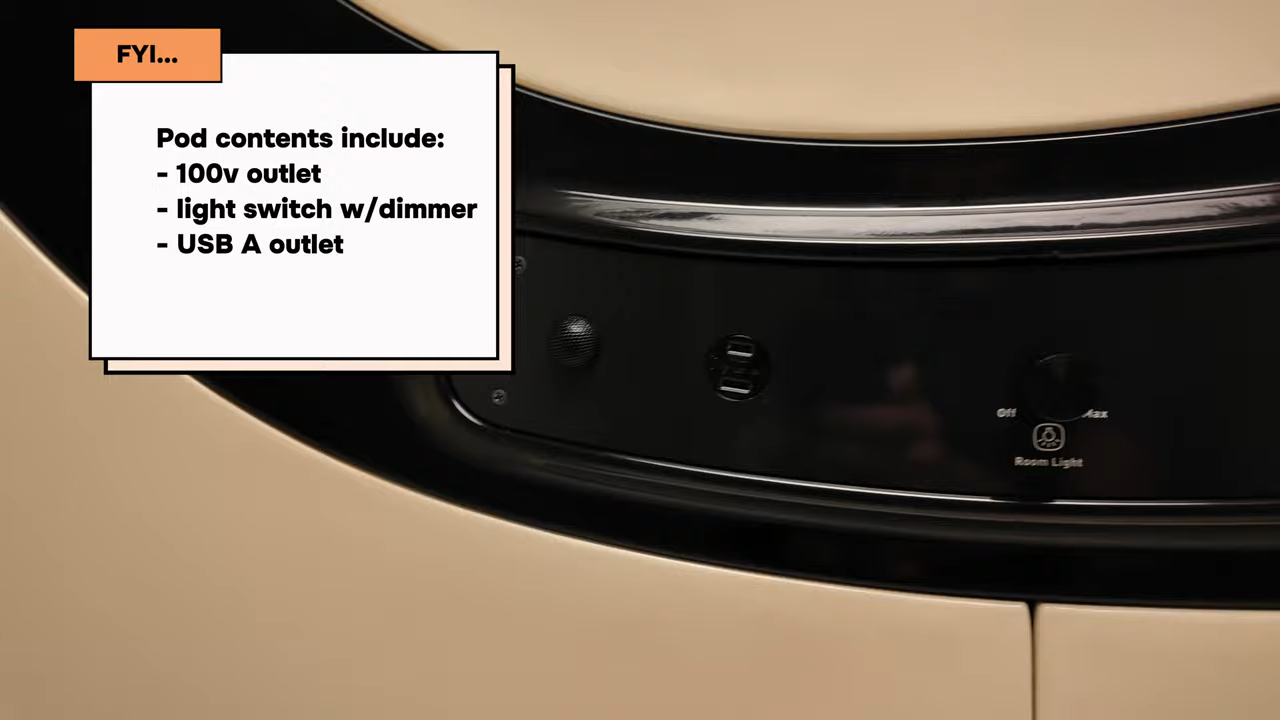 FYI...
Pod contents include:
- 100v outlet
- light switch w/dimmer
- USB A outlet
Off Max
Room Light